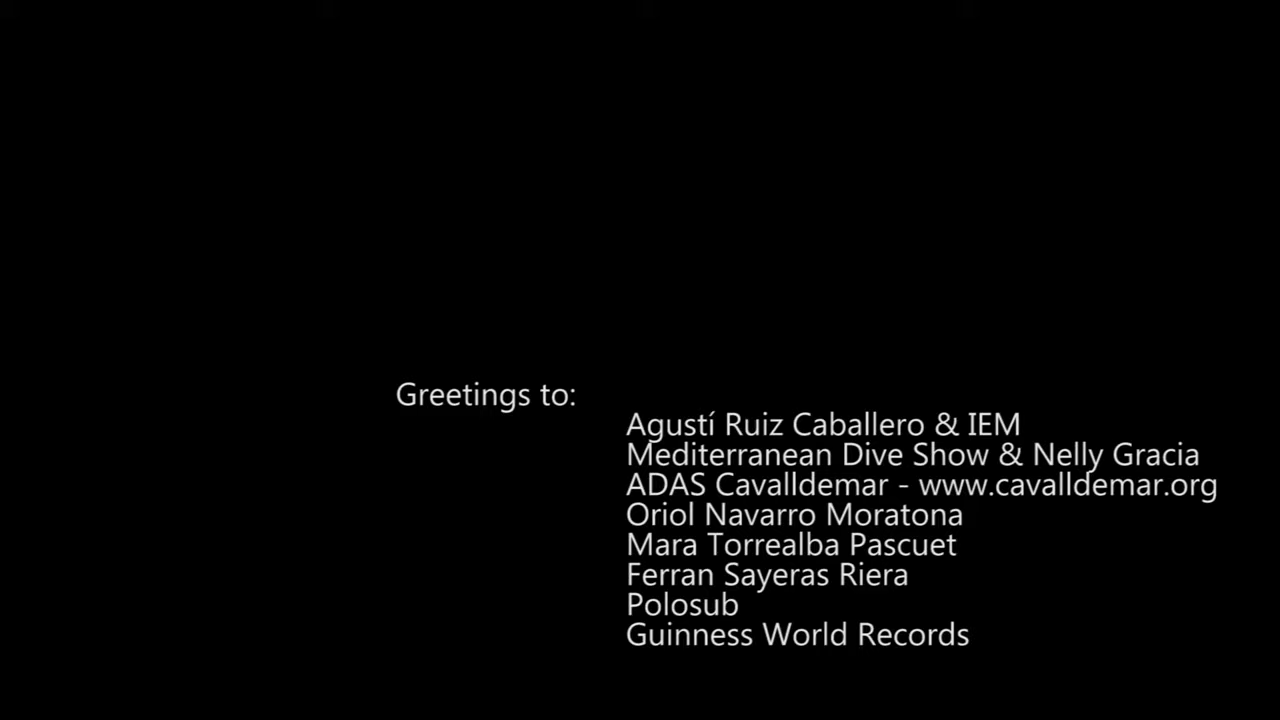 Greetings to:
Agustí Ruiz Caballero & IEM
Mediterranean Dive Show & Nelly Gracia
ADAS Cavalldemar - www.cavalldemar.org
Oriol Navarro Moratona
Mara Torrealba Pascuet
Ferran Sayeras Riera
Polosub
Guinness World Records